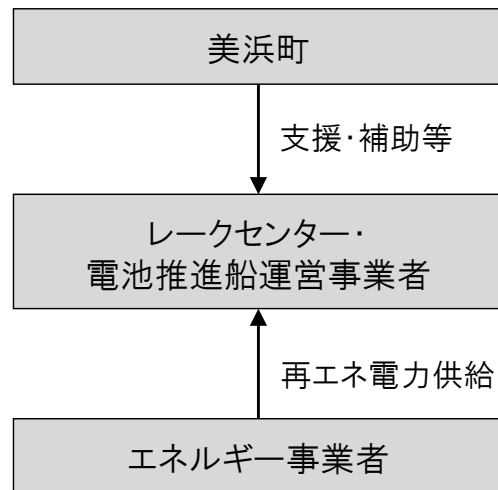 美浜町
支援・補助等
レークセンター・
電池推進船運営事業者
再エネ電力供給
エネルギー事業者